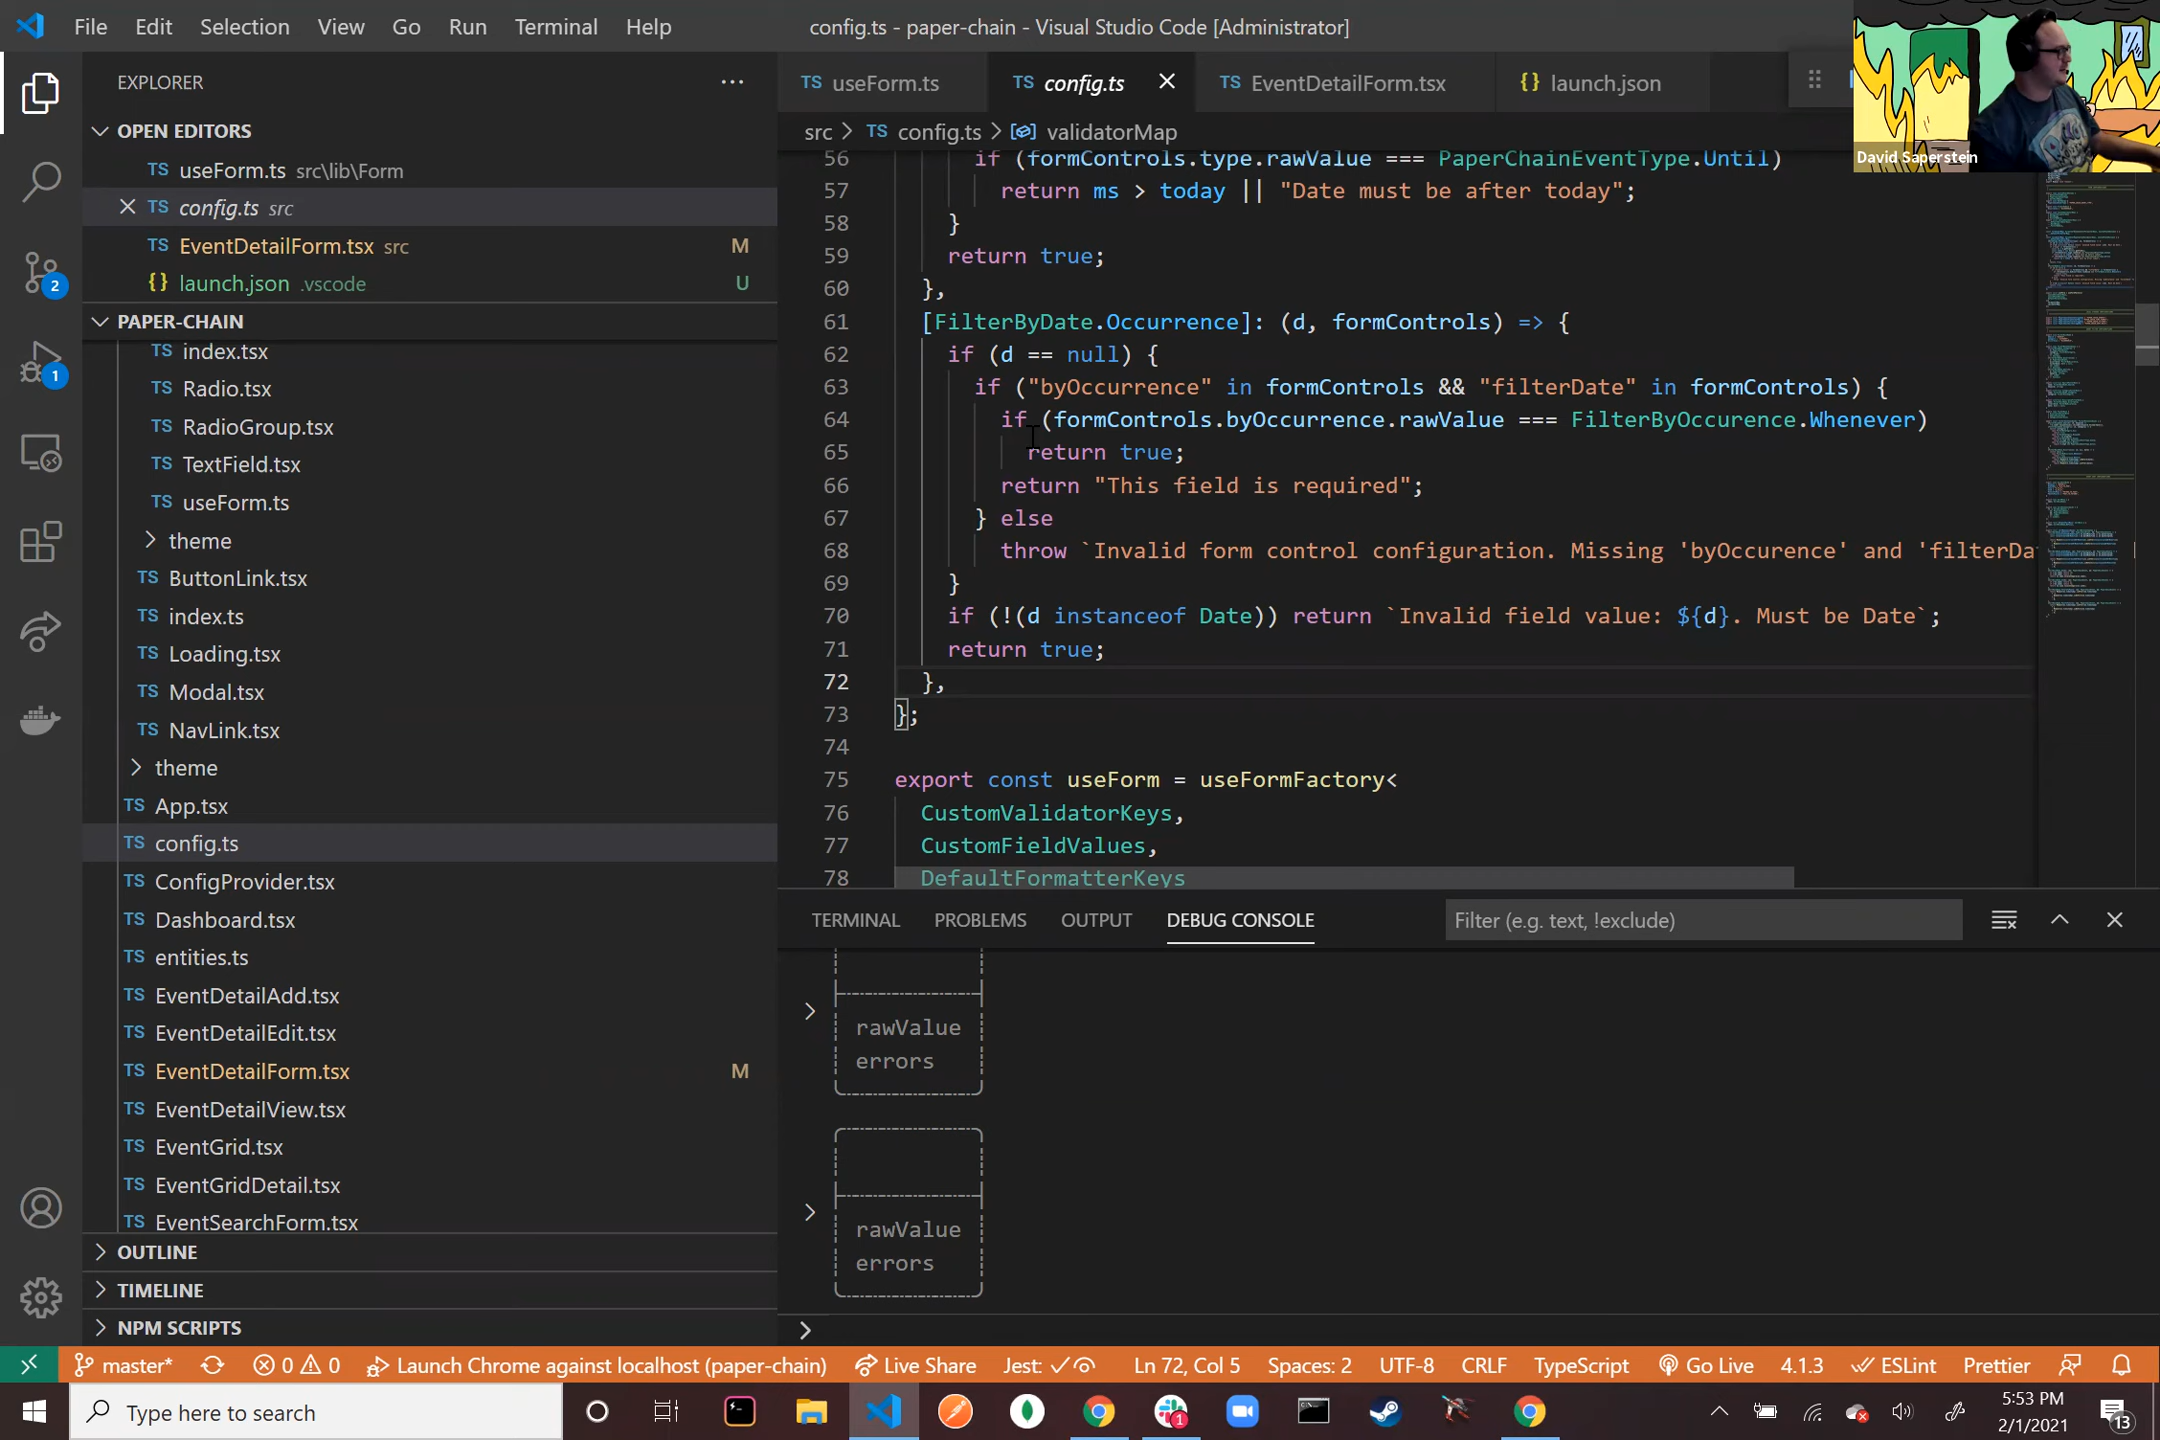 File Edit Selection View Go Run Terminal Help
config.ts - paper-chain - Visual Studio Code [Administrator]
David Saperstein
EXPLORER
OPEN EDITORS
TS useForm.ts src\lib\Form
TS config.ts src
TS EventDetailForm.tsx src M
{} launch.json .vscode U
PAPER-CHAIN
index.tsx
TS Radio.tsx
TS RadioGroup.tsx
TS TextField.tsx
TS useForm.ts
theme
TS ButtonLink.tsx
TS index.ts
TS Loading.tsx
TS Modal.tsx
TS NavLink.tsx
theme
TS App.tsx
TS config.ts
TS ConfigProvider.tsx
TS Dashboard.tsx
TS entities.ts
TS EventDetailAdd.tsx
TS EventDetailEdit.tsx
TS EventDetailForm.tsx M
TS EventDetailView.tsx
TS EventGrid.tsx
TS EventGridDetail.tsx
TS EventSearchForm.tsx
OUTLINE
TIMELINE
NPM SCRIPTS
2
1
TS useForm.ts TS config.ts TS EventDetailForm.tsx {} launch.json
src > TS config.ts > validatorMap
56 if (formControls.type.rawValue === PaperChainEventType.Until)
57 return ms > today || "Date must be after today";
58 }
59 return true;
60 },
61 [FilterByDate.Occurrence]: (d, formControls) => {
62 if (d == null) {
63 if ("byOccurrence" in formControls && "filterDate" in formControls) {
64 if (formControls.byOccurrence.rawValue === FilterByOccurence.Whenever)
65 return true;
66 return "This field is required";
67 } else
68 throw `Invalid form control configuration. Missing 'byOccurence' and 'filterDa
69 }
70 if (!(d instanceof Date)) return `Invalid field value: ${d}. Must be Date`;
71 return true;
72 },
73 };
74
75 export const useForm = useFormFactory<
76 CustomValidatorKeys,
77 CustomFieldValues,
78 DefaultFormatterKeys
TERMINAL PROBLEMS OUTPUT DEBUG CONSOLE Filter (e.g. text, !exclude)
rawValue
errors
rawValue
errors
master* 0 0 Launch Chrome against localhost (paper-chain) Live Share Jest: Ln 72, Col 5 Spaces: 2 UTF-8 CRLF TypeScript Go Live 4.1.3 ESLint Prettier
Type here to search
1
5:53 PM
2/1/2021
13